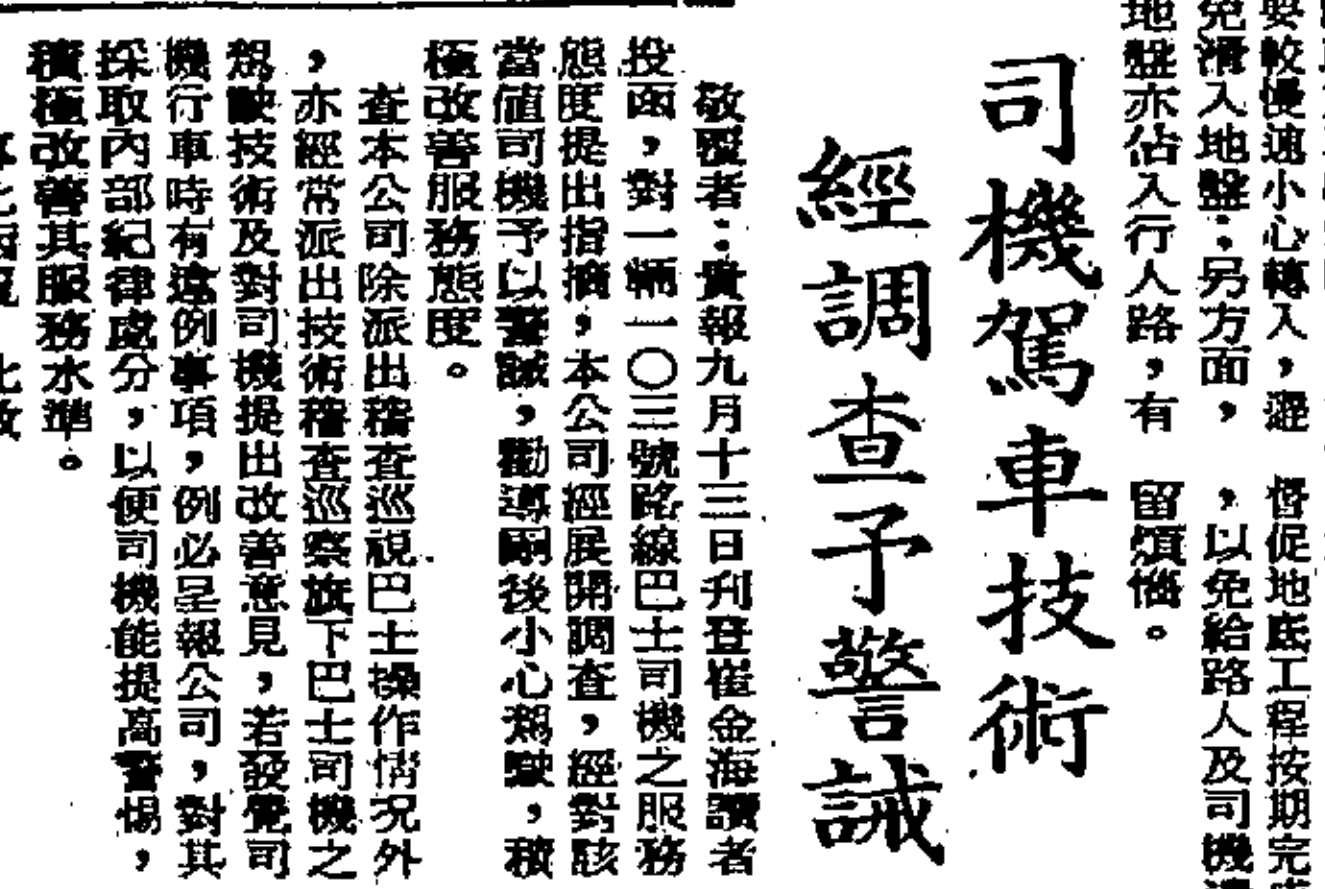 要較慢速小心轉入，遲
免滑入地盤；另方面，
地盤亦佔入行人路，有
督促地底工程按期完
，以免給路人及司機
留煩惱。
司機駕車技術
經調查予警誡
敬覆者：貴報九月十三日刊登崔金海讀者
投函，對一輛一〇三號路線巴士司機之服務
態度提出指摘，本公司經展開調查，經對該
當值司機予以警誡，勸導嗣後小心駕駛，積
極改善服務態度。
查本公司除派出稽查巡視巴士操作情況外
，亦經常派出技術稽查巡察旗下巴士司機之
駕駛技術及對司機提出改善意見，若發覺司
機行車時有違例事項，例必呈報公司，對其
採取內部紀律處分，以便司機能提高警惕，
積極改善其服務水準。